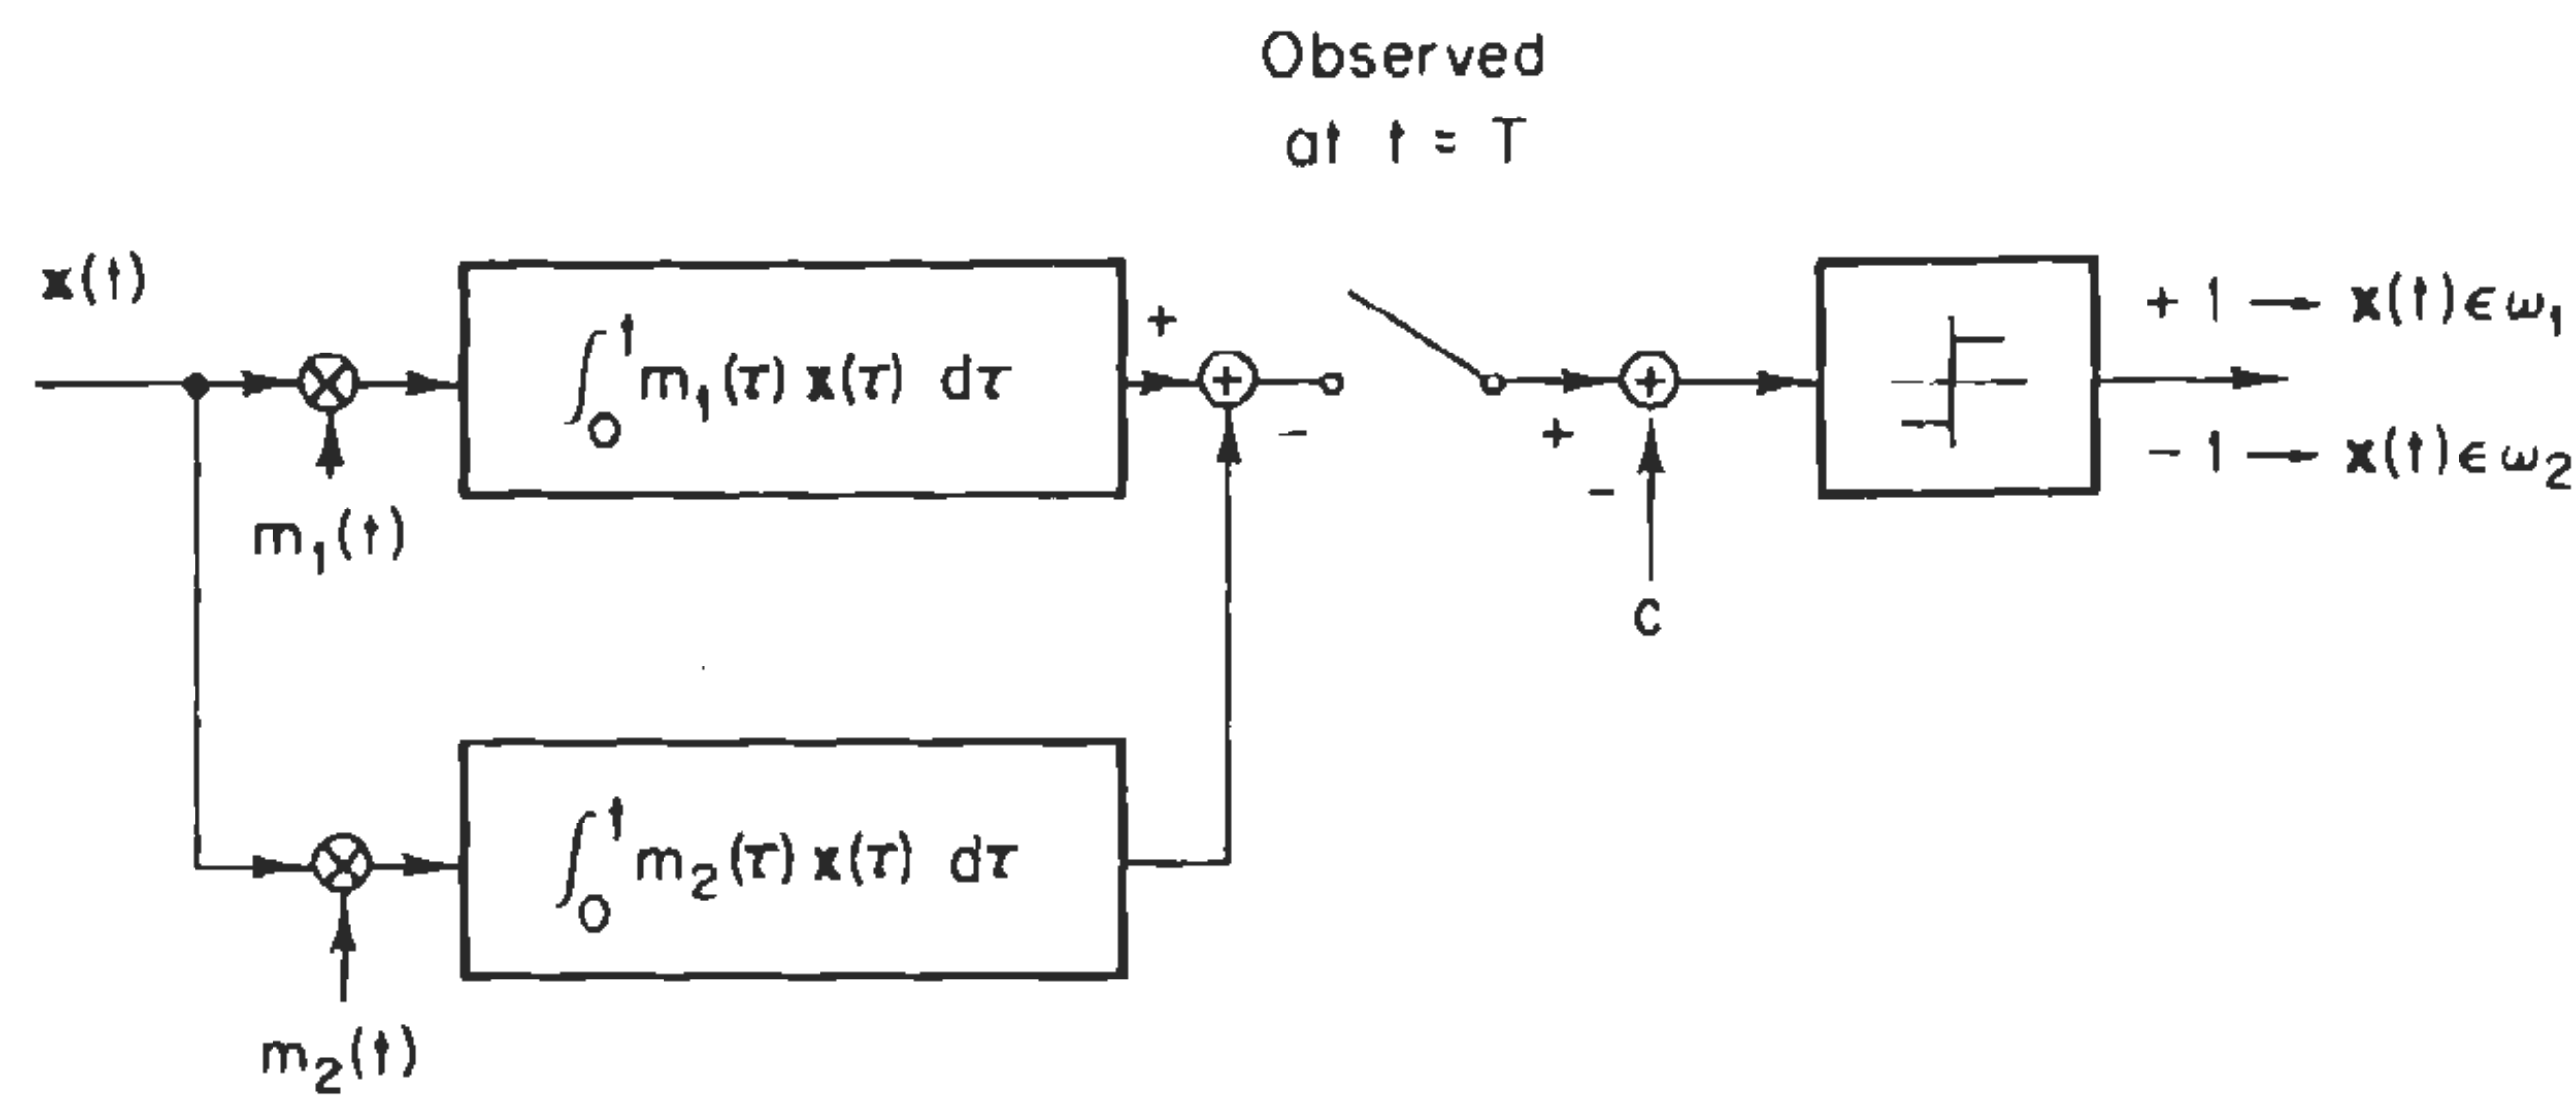 Observed
at t = T
x(t)
m₁(t)
∫₀ᵗ m₁(τ) x(τ) dτ
+
+
-
+
+
-
c
+ 1 → x(t) ϵ ω₁
- 1 → x(t) ϵ ω₂
∫₀ᵗ m₂(τ) x(τ) dτ
m₂(t)